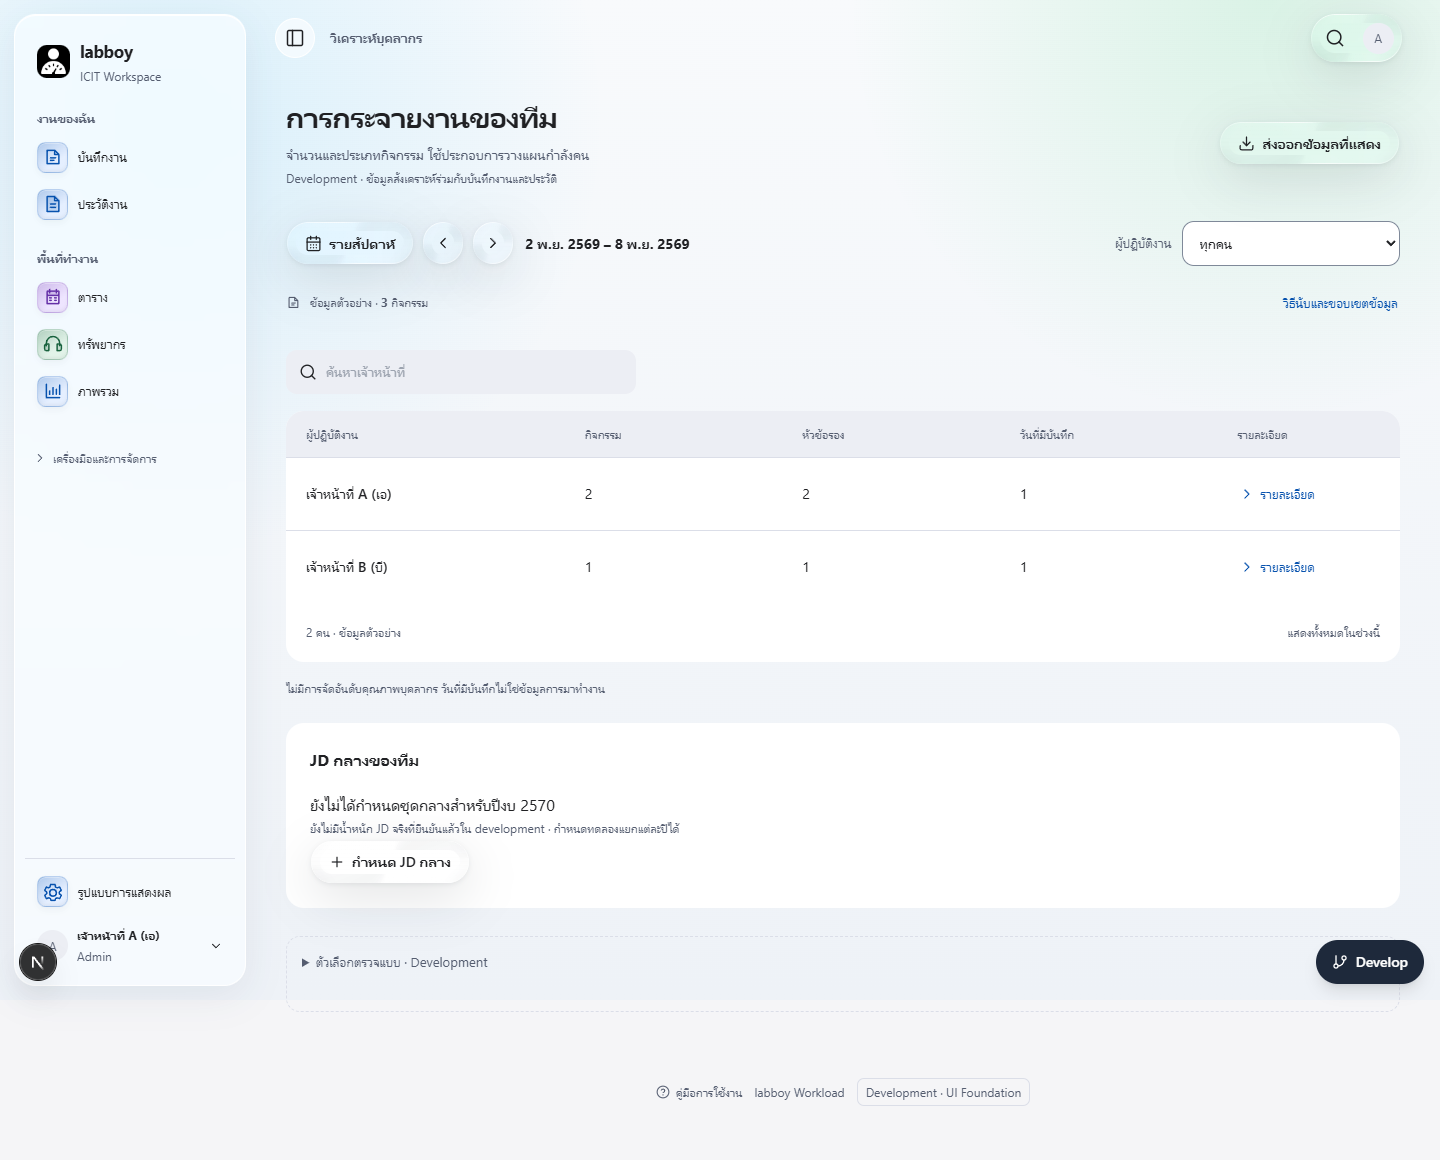 labboy
ICIT Workspace
งานของฉัน
บันทึกงาน
ประวัติงาน
พื้นที่ทำงาน
ตาราง
ทรัพยากร
ภาพรวม
เครื่องมือและการจัดการ
รูปแบบการแสดงผล
A
เจ้าหน้าที่ A (เอ)
Admin
N
วิเคราะห์บุคลากร
A
การกระจายงานของทีม
จำนวนและประเภทกิจกรรม ใช้ประกอบการวางแผนกำลังคน
Development · ข้อมูลสังเคราะห์ร่วมกับบันทึกงานและประวัติ
ส่งออกข้อมูลที่แสดง
รายสัปดาห์
2 พ.ย. 2569 – 8 พ.ย. 2569
ผู้ปฏิบัติงาน
ทุกคน
ข้อมูลตัวอย่าง · 3 กิจกรรม
วิธีนับและขอบเขตข้อมูล
ค้นหาเจ้าหน้าที่
ผู้ปฏิบัติงาน กิจกรรม หัวข้อรอง วันที่มีบันทึก รายละเอียด
เจ้าหน้าที่ A (เอ) 2 2 1 รายละเอียด
เจ้าหน้าที่ B (บี) 1 1 1 รายละเอียด
2 คน · ข้อมูลตัวอย่าง
แสดงทั้งหมดในช่วงนี้
ไม่มีการจัดอันดับคุณภาพบุคลากร วันที่มีบันทึกไม่ใช่ข้อมูลการมาทำงาน
JD กลางของทีม
ยังไม่ได้กำหนดชุดกลางสำหรับปีงบ 2570
ยังไม่มีน้ำหนัก JD จริงที่ยืนยันแล้วใน development · กำหนดทดลองแยกแต่ละปีได้
กำหนด JD กลาง
ตัวเลือกตรวจแบบ · Development
Develop
คู่มือการใช้งาน
labboy Workload
Development · UI Foundation